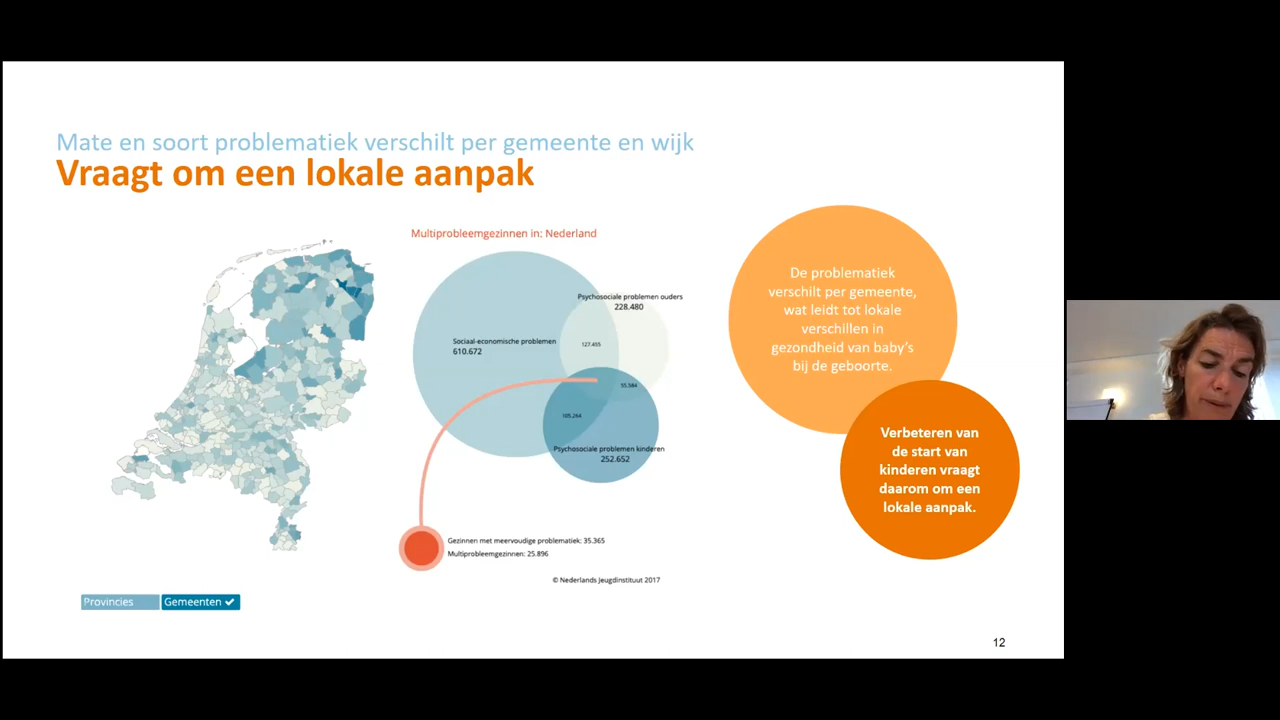 Mate en soort problematiek verschilt per gemeente en wijk
Vraagt om een lokale aanpak
Multiprobleemgezinnen in: Nederland
Psychosociale problemen ouders
228.480
Sociaal-economische problemen
610.672
127.455
55.584
105.264
Psychosociale problemen kinderen
252.652
Gezinnen met meervoudige problematiek: 35.365
Multiprobleemgezinnen: 25.896
© Nederlands Jeugdinstituut 2017
Provincies
Gemeenten ✔
De problematiek
verschilt per gemeente,
wat leidt tot lokale
verschillen in
gezondheid van baby's
bij de geboorte.
Verbeteren van
de start van
kinderen vraagt
daarom om een
lokale aanpak.
12